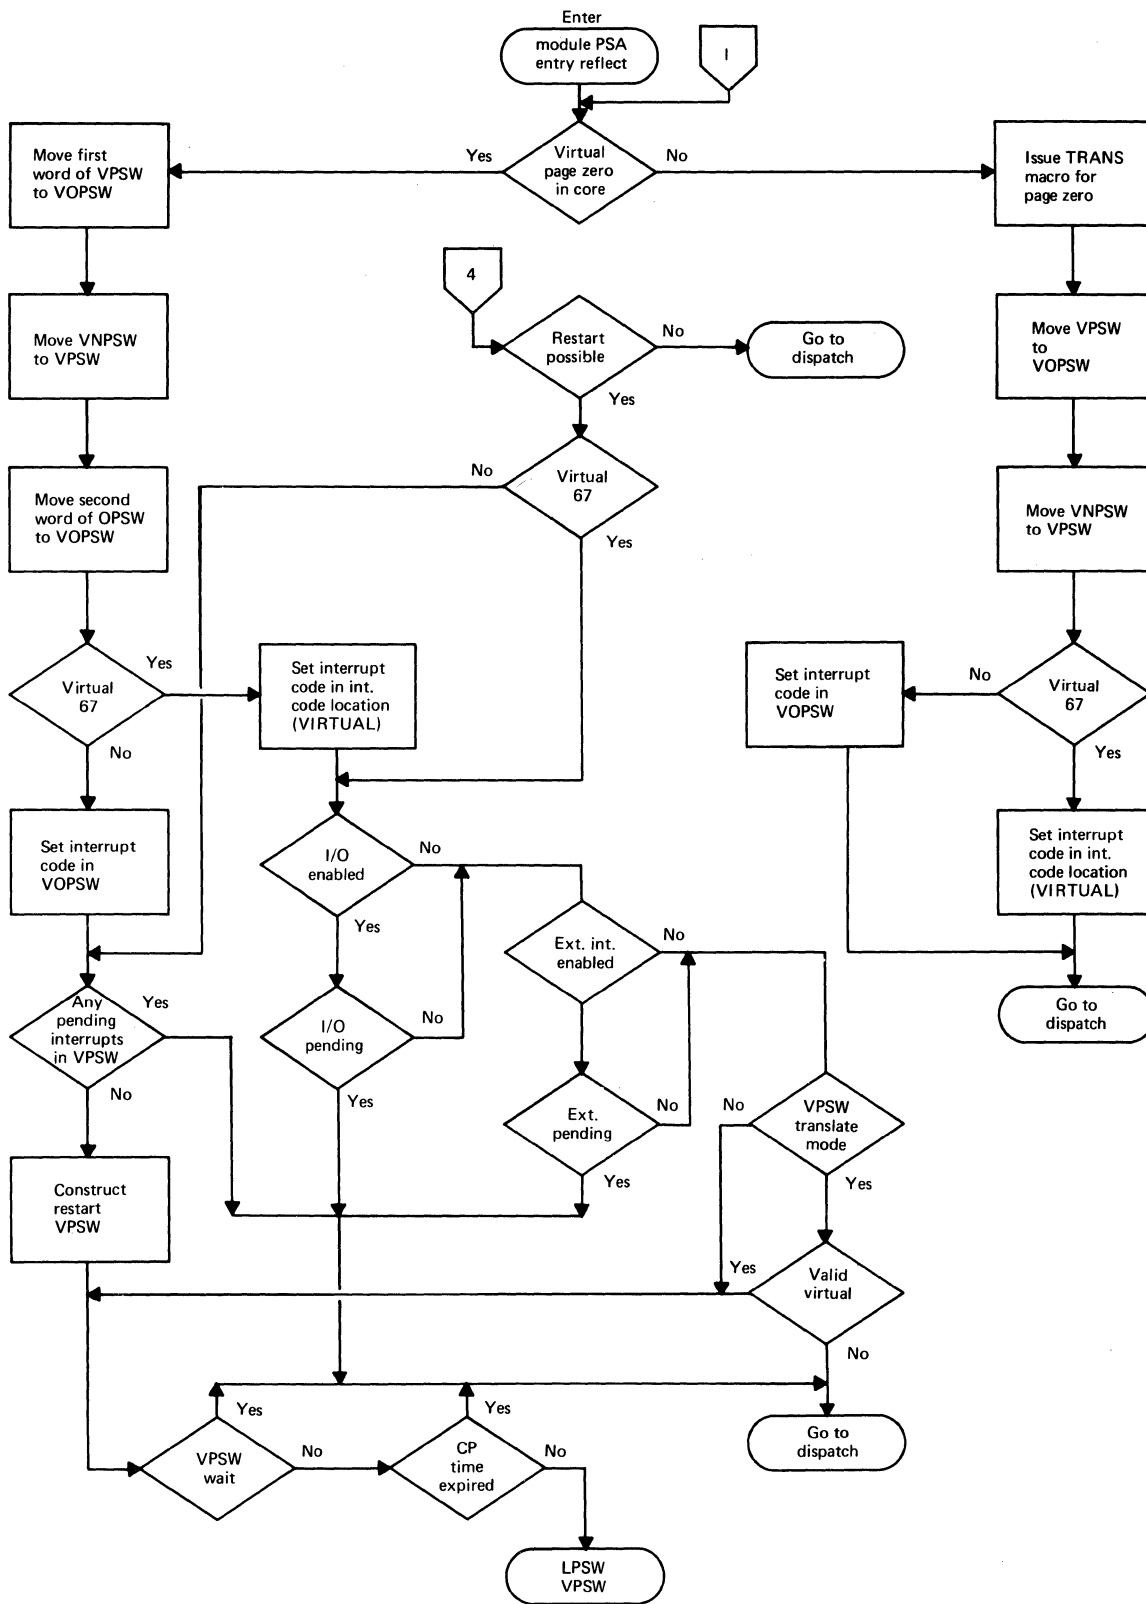 Enter
module PSA
entry reflect
I
Virtual
page zero
in core
Yes
No
Move first
word of VPSW
to VOPSW
Issue TRANS
macro for
page zero
4
Restart
possible
No
Yes
Go to
dispatch
Move VNPSW
to VPSW
Move VPSW
to
VOPSW
Virtual
67
No
Yes
Move second
word of OPSW
to VOPSW
Move VNPSW
to VPSW
Virtual
67
Yes
No
Set interrupt
code in int.
code location
(VIRTUAL)
Set interrupt
code in
VOPSW
No
Virtual
67
Yes
Set interrupt
code in
VOPSW
I/O
enabled
No
Yes
Set interrupt
code in int.
code location
(VIRTUAL)
Ext. int.
enabled
No
Any
pending
interrupts
in VPSW
Yes
No
I/O
pending
No
Yes
Go to
dispatch
Ext.
pending
No
Yes
No
VPSW
translate
mode
Yes
Construct
restart
VPSW
Yes
Valid
virtual
No
Yes
Yes
VPSW
wait
No
CP
time
expired
No
Go to
dispatch
LPSW
VPSW